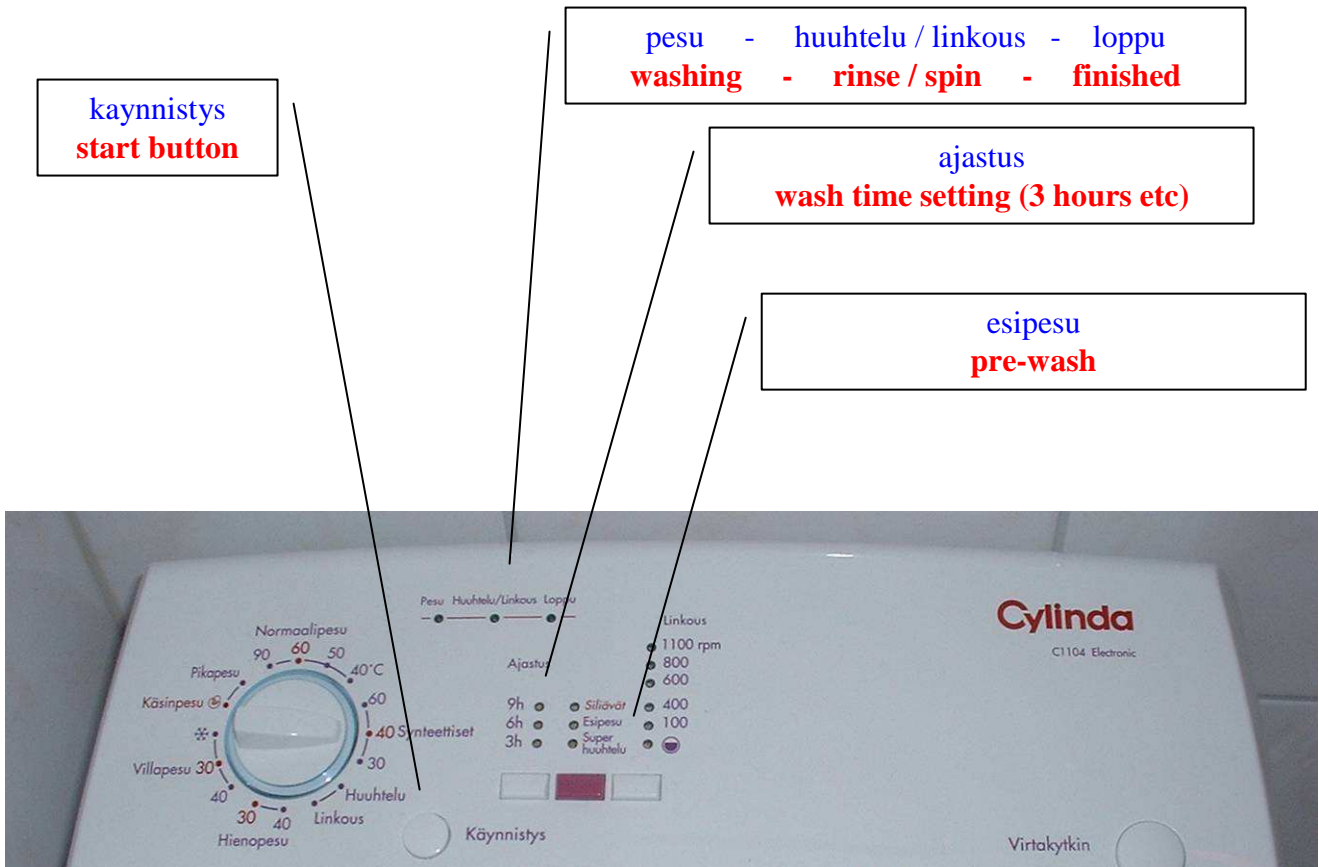 pesu - huuhtelu / linkous - loppu
washing - rinse / spin - finished
kaynnistys
start button
ajastus
wash time setting (3 hours etc)
esipesu
pre-wash
Pesu Huuhtelu/Linkous Loppu
Cylinda
C1104 Electronic
Linkous
1100 rpm
800
600
400
100
Ajastus
9h
6h
3h
Siliävät
Esipesu
Super
huuhtelu
Normaalipesu
90 60 50 40°C
Pikapesu
Käsinpesu
60
40 Synteettiset
30
Villapesu 30
40
Huuhtelu
Linkous
30 40
Hienopesu
Käynnistys
Virtakytkin